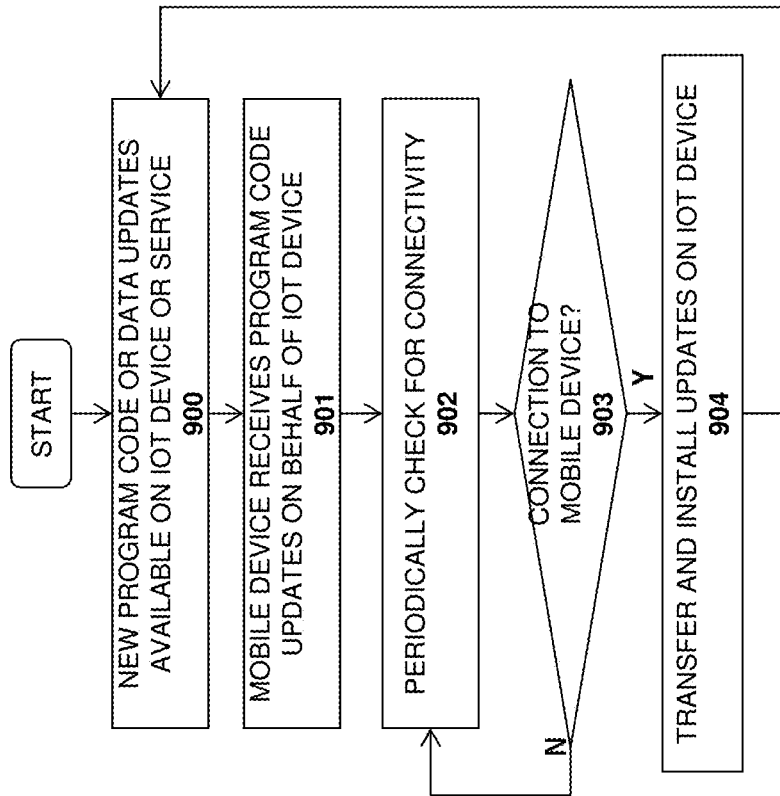 START
NEW PROGRAM CODE OR DATA UPDATES
AVAILABLE ON IOT DEVICE OR SERVICE
900
MOBILE DEVICE RECEIVES PROGRAM CODE
UPDATES ON BEHALF OF IOT DEVICE
901
PERIODICALLY CHECK FOR CONNECTIVITY
902
CONNECTION TO
MOBILE DEVICE?
903
N
Y
TRANSFER AND INSTALL UPDATES ON IOT DEVICE
904